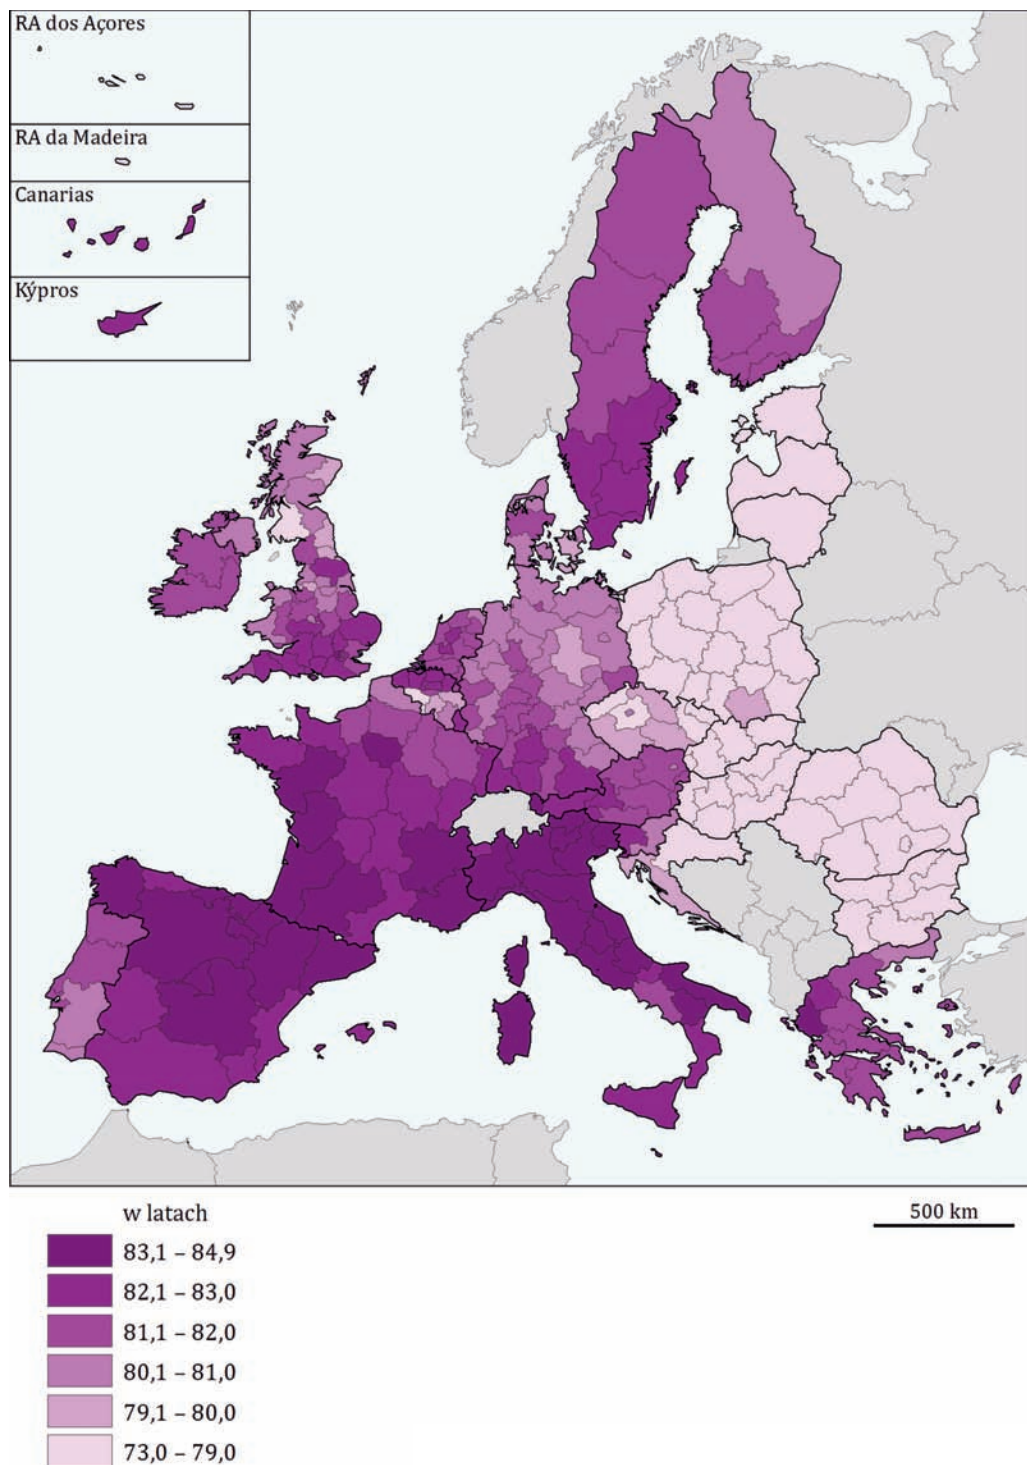 RA dos Açores
RA da Madeira
Canarias
Kýpros
w latach
500 km
83,1 – 84,9
82,1 – 83,0
81,1 – 82,0
80,1 – 81,0
79,1 – 80,0
73,0 – 79,0